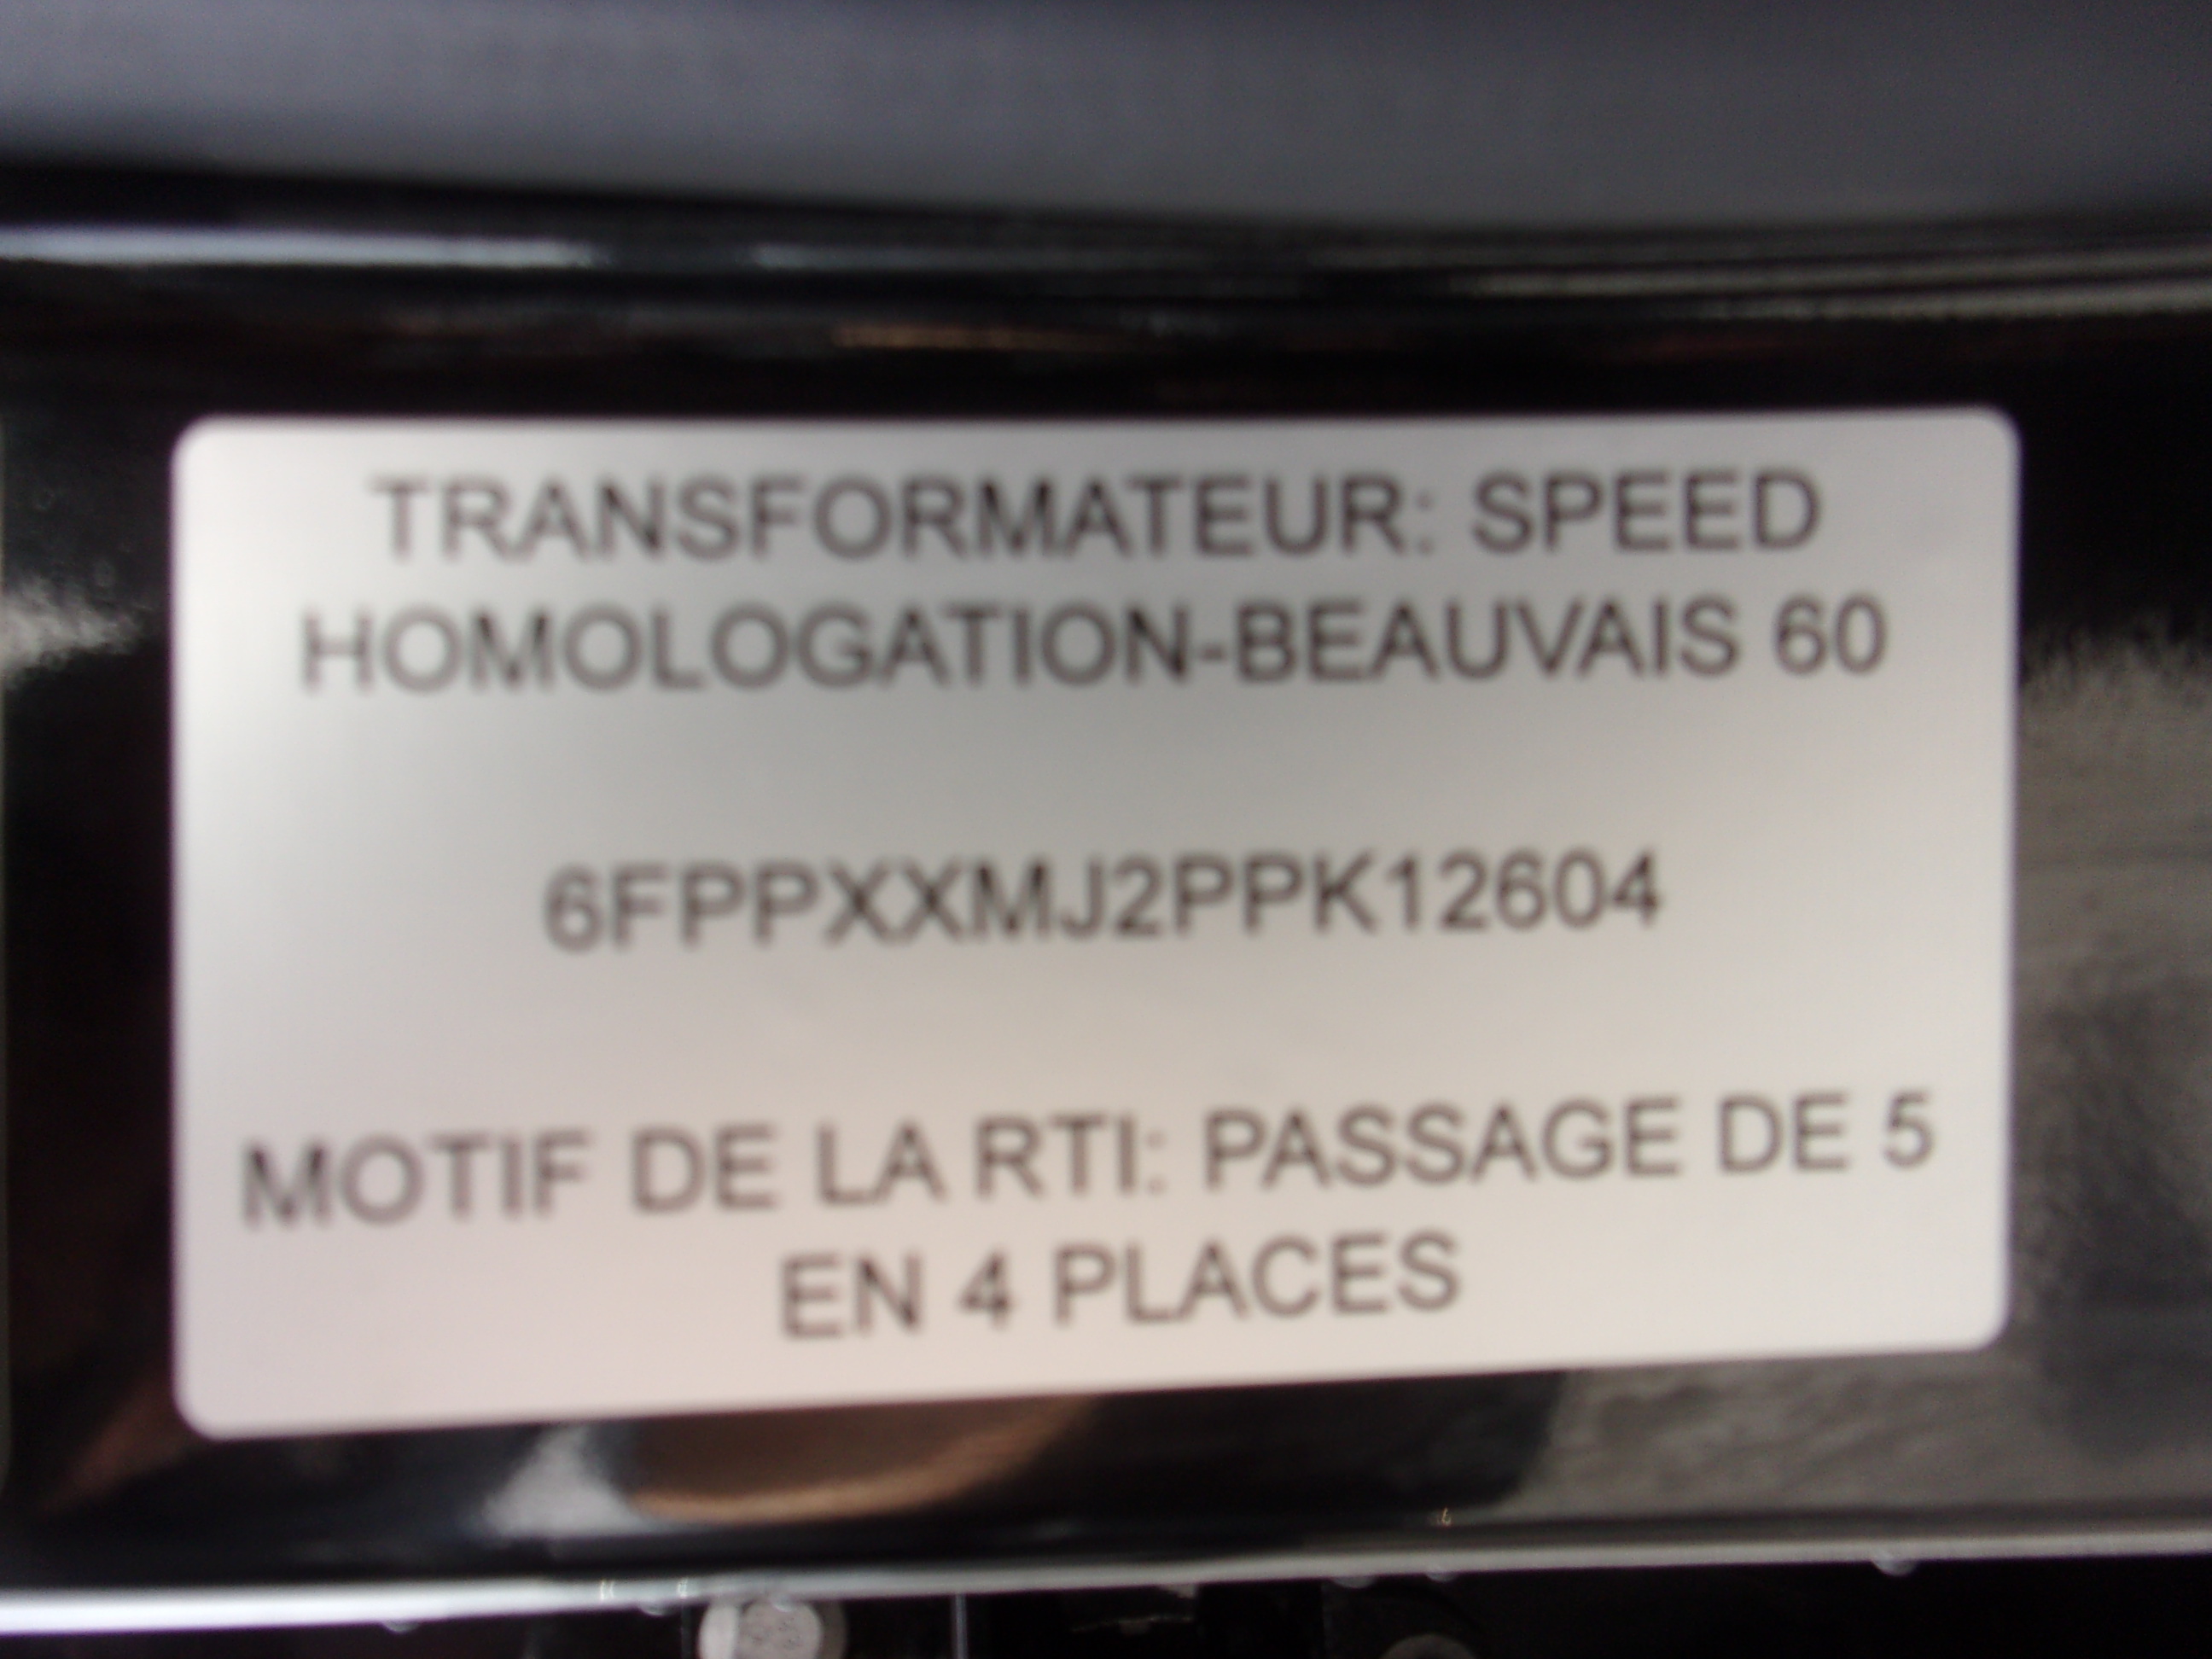 TRANSFORMATEUR: SPEED
HOMOLOGATION-BEAUVAIS 60
6FPPXXMJ2PPK12604
MOTIF DE LA RTI: PASSAGE DE 5
EN 4 PLACES